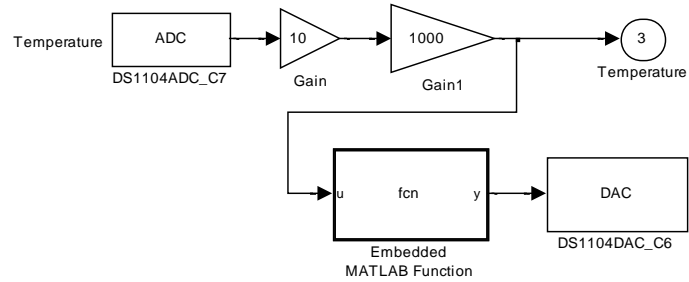 Temperature
ADC
DS1104ADC_C7
10
Gain
1000
Gain1
3
Temperature
u
fcn
y
Embedded
MATLAB Function
DAC
DS1104DAC_C6